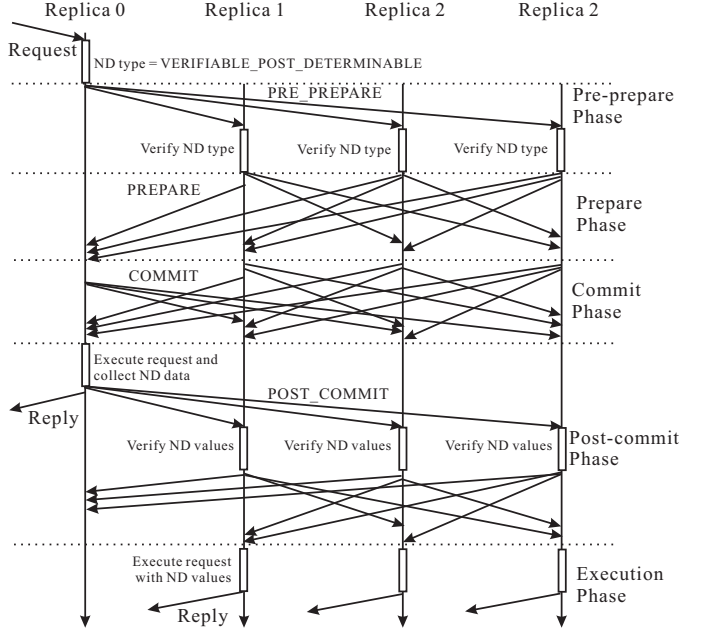 Replica 0 Replica 1 Replica 2 Replica 2
Request
ND type = VERIFIABLE_POST_DETERMINABLE
PRE_PREPARE
Pre-prepare
Phase
Verify ND type Verify ND type Verify ND type
PREPARE
Prepare
Phase
COMMIT
Commit
Phase
Execute request and
collect ND data
POST_COMMIT
Reply
Verify ND values Verify ND values Verify ND values
Post-commit
Phase
Execute request
with ND values
Execution
Phase
Reply